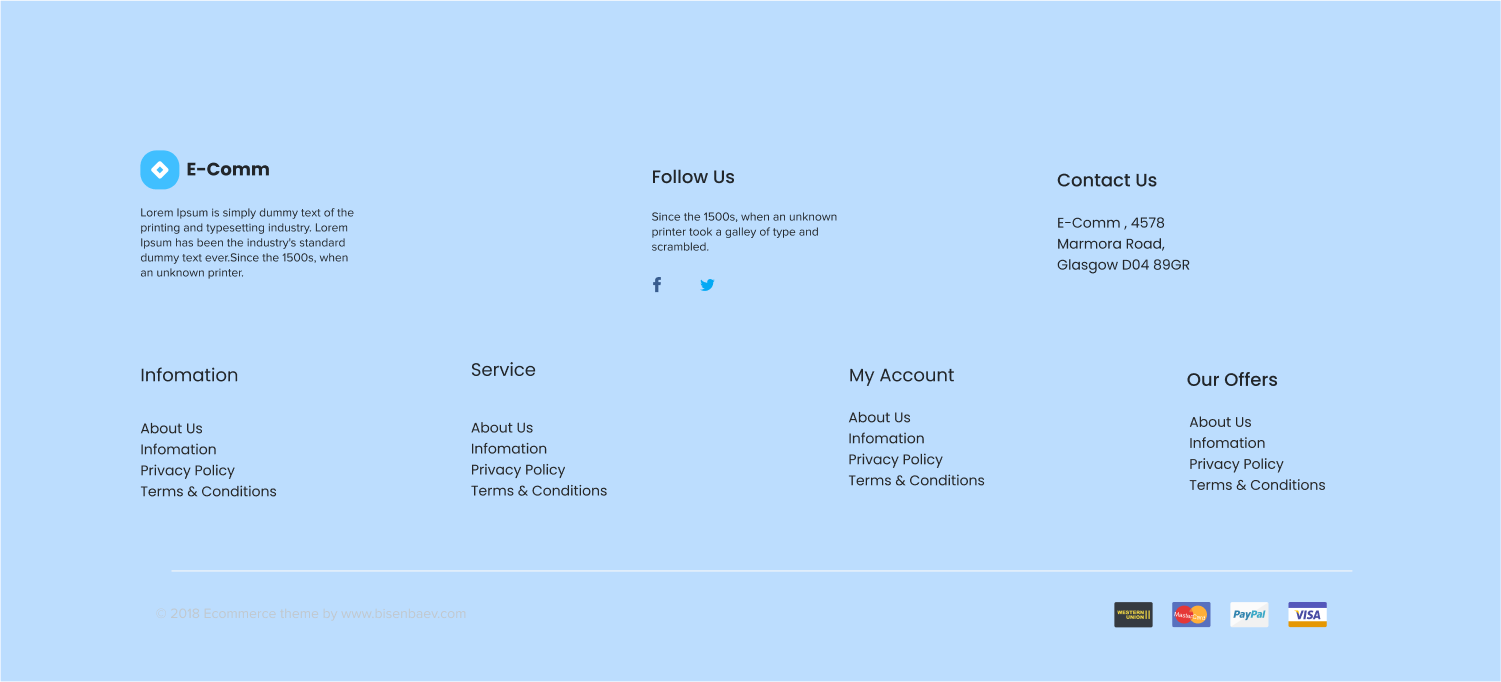 E-Comm
Lorem Ipsum is simply dummy text of the
printing and typesetting industry. Lorem
Ipsum has been the industry's standard
dummy text ever.Since the 1500s, when
an unknown printer.
Follow Us
Since the 1500s, when an unknown
printer took a galley of type and
scrambled.
Contact Us
E-Comm , 4578
Marmora Road,
Glasgow D04 89GR
Infomation
About Us
Infomation
Privacy Policy
Terms & Conditions
Service
About Us
Infomation
Privacy Policy
Terms & Conditions
My Account
About Us
Infomation
Privacy Policy
Terms & Conditions
Our Offers
About Us
Infomation
Privacy Policy
Terms & Conditions
© 2018 Ecommerce theme by www.bisenbaev.com
WESTERN
UNION
MasterCard
PayPal
VISA